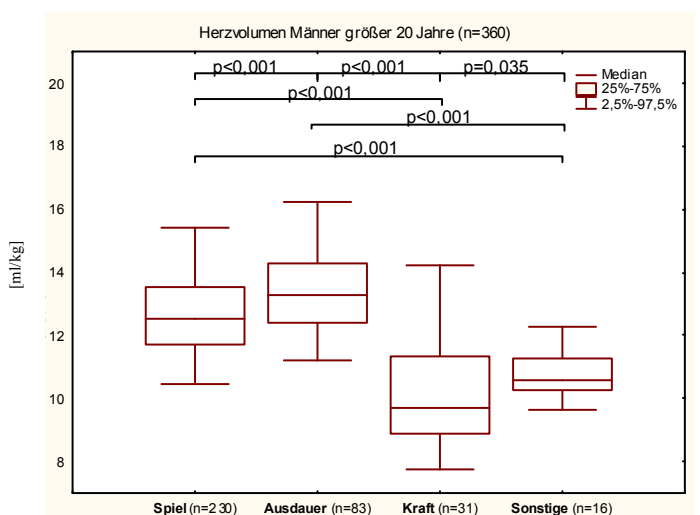 Herzvolumen Männer größer 20 Jahre (n=360)
20
p<0,001
p<0,001
p=0,035
Median
25%-75%
2,5%-97,5%
p<0,001
18
p<0,001
p<0,001
16
14
12
10
8
[ml/kg]
Spiel (n=230) Ausdauer (n=83) Kraft (n=31) Sonstige (n=16)